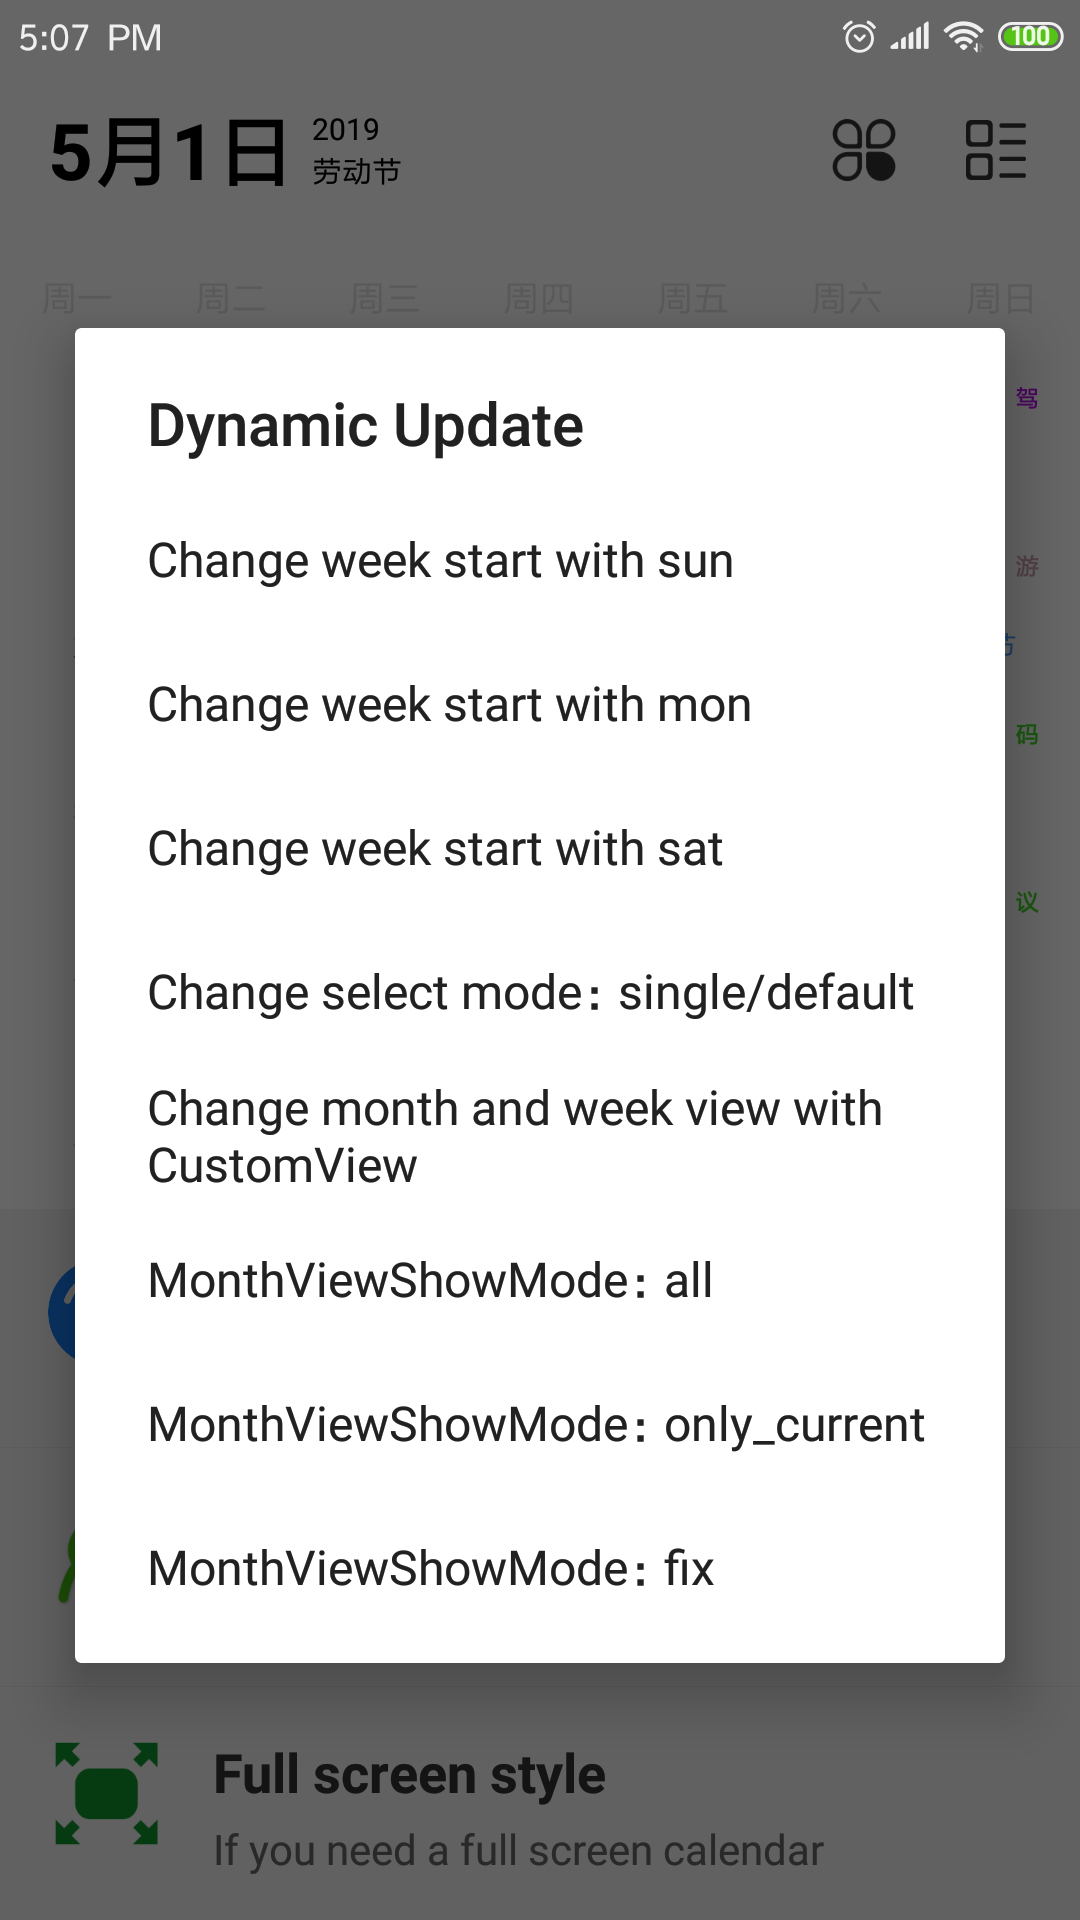 5:07 PM
100
5月1日
2019
劳动节
周一 周二 周三 周四 周五 周六 周日
驾
Dynamic Update
Change week start with sun
游
节
Change week start with mon
码
Change week start with sat
议
Change select mode：single/default
Change month and week view with
CustomView
MonthViewShowMode：all
MonthViewShowMode：only_current
MonthViewShowMode：fix
Full screen style
If you need a full screen calendar